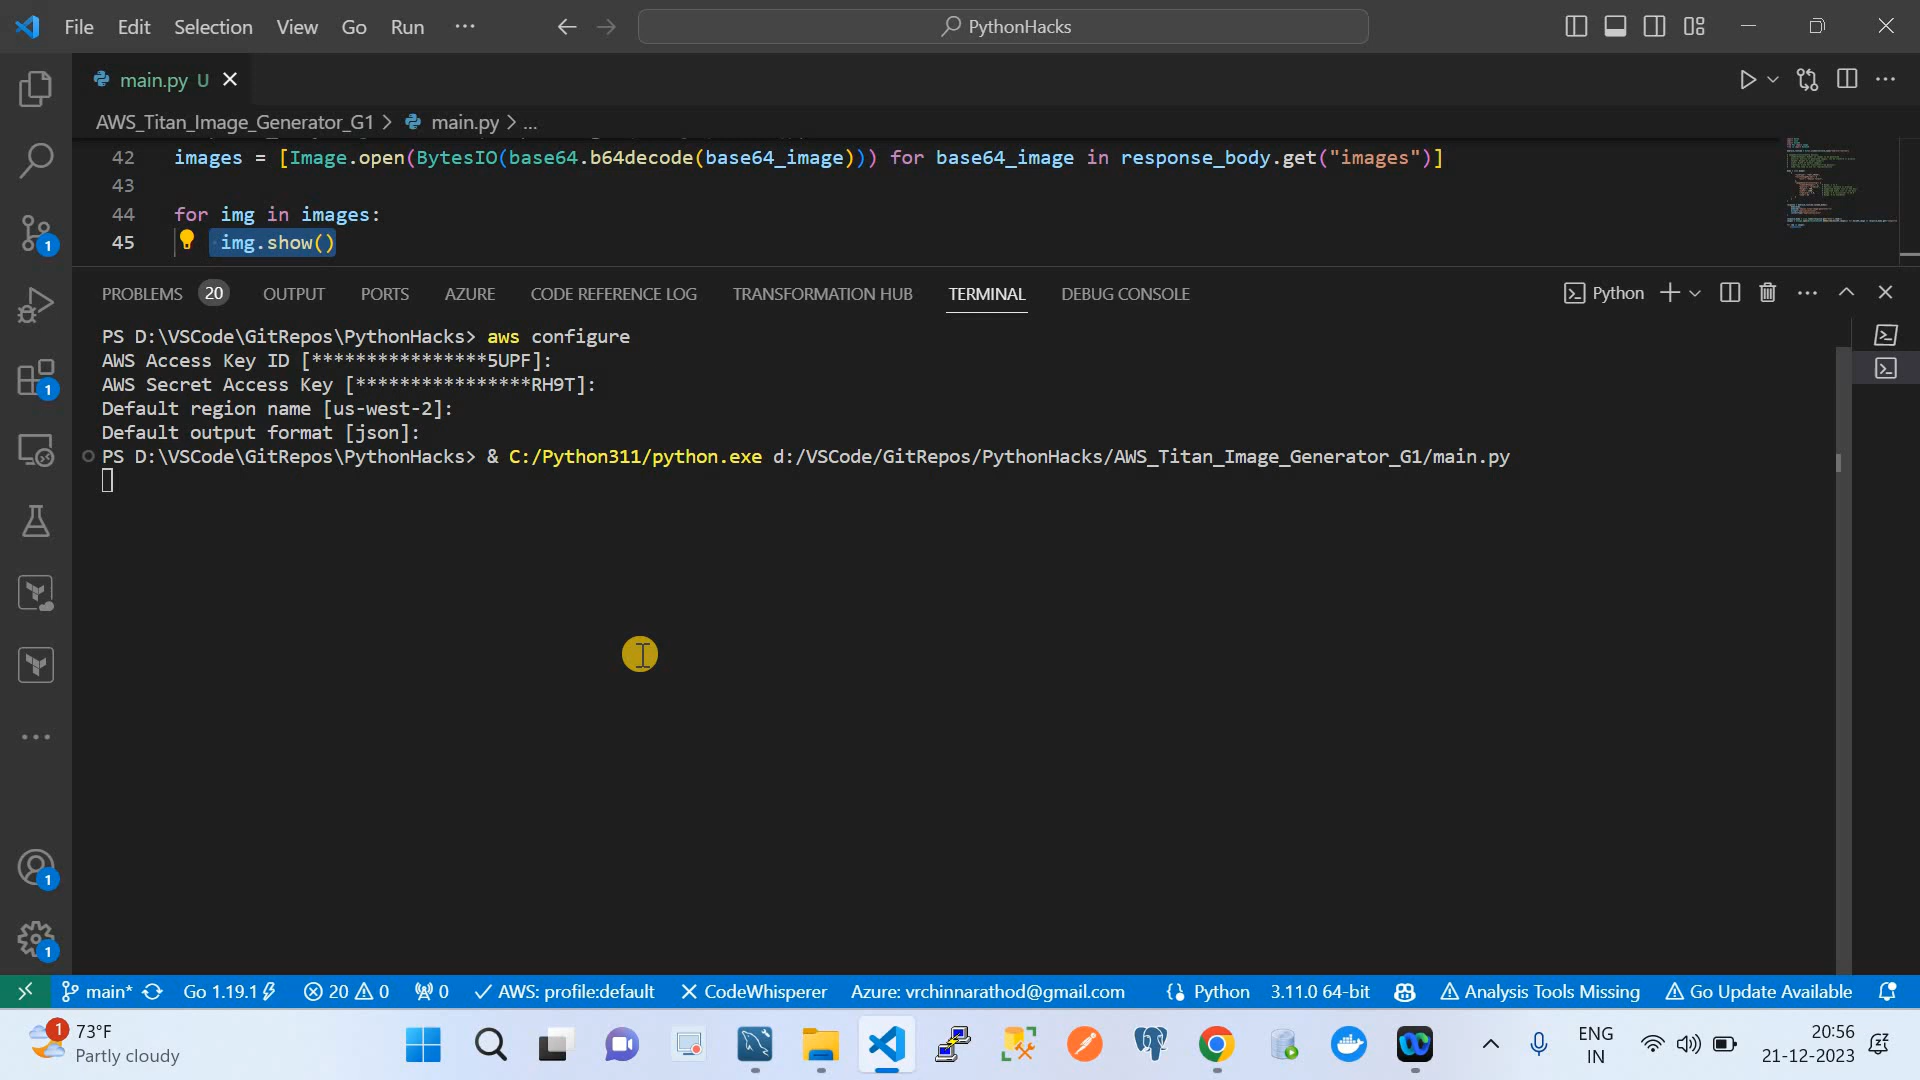 File Edit Selection View Go Run ··· PythonHacks
main.py U
AWS_Titan_Image_Generator_G1 > main.py > ...
42 images = [Image.open(BytesIO(base64.b64decode(base64_image))) for base64_image in response_body.get("images")]
43
44 for img in images:
45 img.show()
PROBLEMS 20 OUTPUT PORTS AZURE CODE REFERENCE LOG TRANSFORMATION HUB TERMINAL DEBUG CONSOLE Python
PS D:\VSCode\GitRepos\PythonHacks> aws configure
AWS Access Key ID [****************5UPF]:
AWS Secret Access Key [****************RH9T]:
Default region name [us-west-2]:
Default output format [json]:
PS D:\VSCode\GitRepos\PythonHacks> & C:/Python311/python.exe d:/VSCode/GitRepos/PythonHacks/AWS_Titan_Image_Generator_G1/main.py
1
1
1
1
main* Go 1.19.1 20 0 0 AWS: profile:default CodeWhisperer Azure: vrchinnarathod@gmail.com Python 3.11.0 64-bit Analysis Tools Missing Go Update Available
1 73°F
Partly cloudy
ENG
IN
20:56
21-12-2023